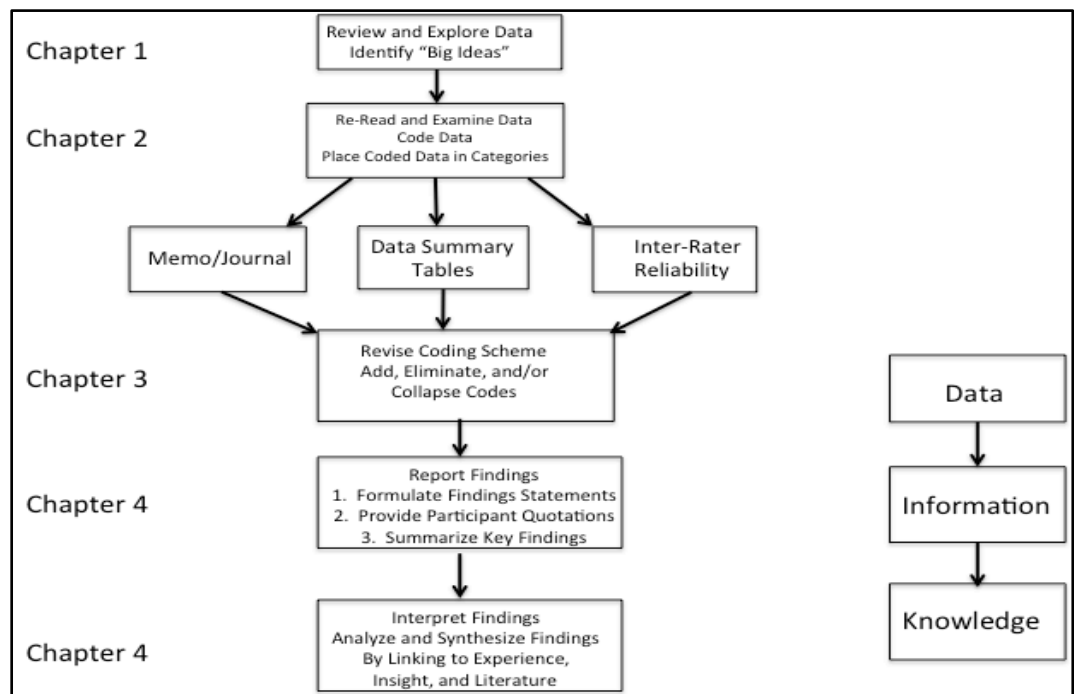 Chapter 1
Review and Explore Data
Identify “Big Ideas”
Chapter 2
Re-Read and Examine Data
Code Data
Place Coded Data in Categories
Memo/Journal
Data Summary
Tables
Inter-Rater
Reliability
Chapter 3
Revise Coding Scheme
Add, Eliminate, and/or
Collapse Codes
Chapter 4
Report Findings
1. Formulate Findings Statements
2. Provide Participant Quotations
3. Summarize Key Findings
Chapter 4
Interpret Findings
Analyze and Synthesize Findings
By Linking to Experience,
Insight, and Literature
Data
Information
Knowledge